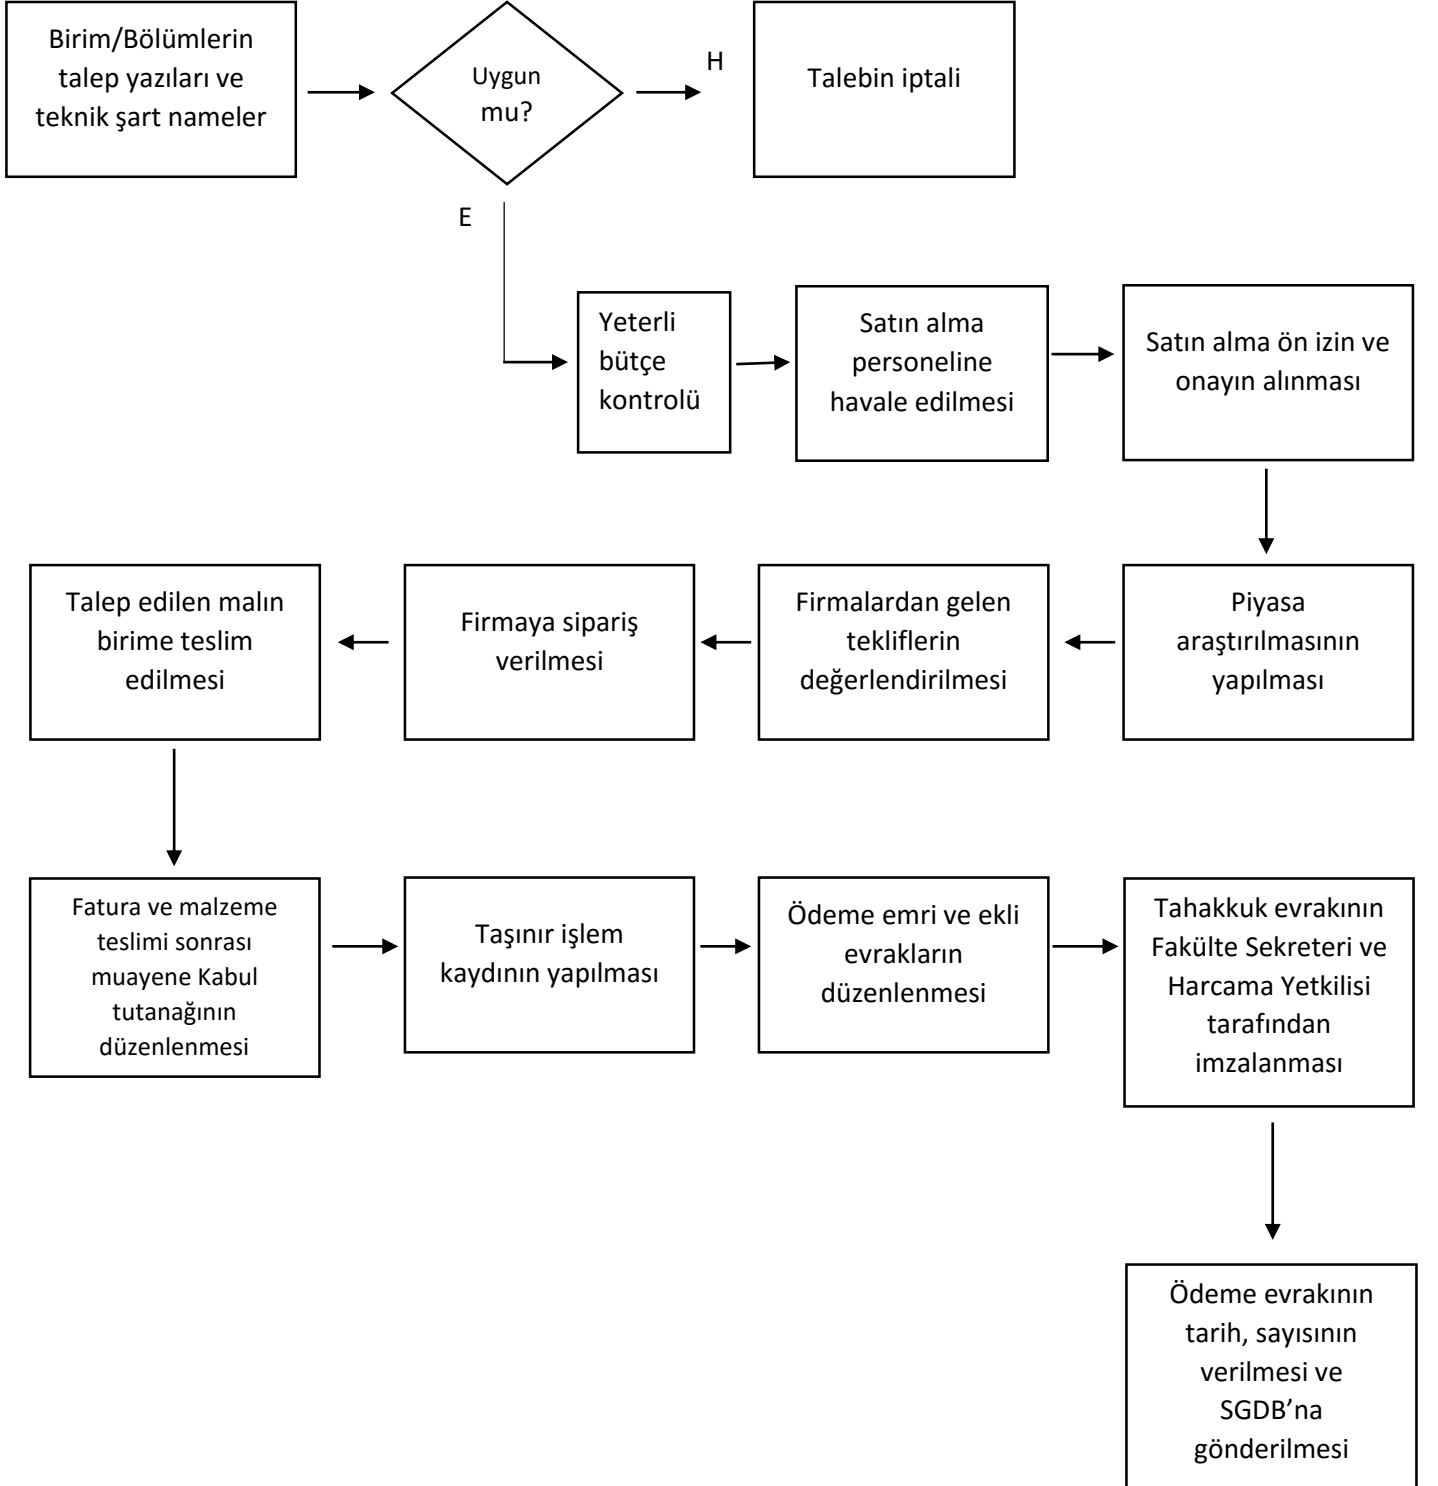 Birim/Bölümlerin
talep yazıları ve
teknik şart nameler
Uygun
mu?
H
Talebin iptali
E
Yeterli
bütçe
kontrolü
Satın alma
personeline
havale edilmesi
Satın alma ön izin ve
onayın alınması
Piyasa
araştırılmasının
yapılması
Firmalardan gelen
tekliflerin
değerlendirilmesi
Firmaya sipariş
verilmesi
Talep edilen malın
birime teslim
edilmesi
Fatura ve malzeme
teslimi sonrası
muayene Kabul
tutanağının
düzenlenmesi
Taşınır işlem
kaydının yapılması
Ödeme emri ve ekli
evrakların
düzenlenmesi
Tahakkuk evrakının
Fakülte Sekreteri ve
Harcama Yetkilisi
tarafından
imzalanması
Ödeme evrakının
tarih, sayısının
verilmesi ve
SGDB’na
gönderilmesi